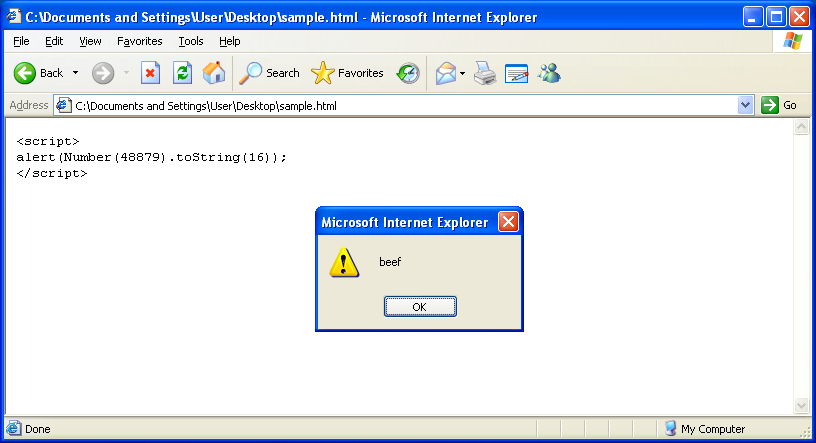 C:\Documents and Settings\User\Desktop\sample.html - Microsoft Internet Explorer
File Edit View Favorites Tools Help
Back Search Favorites
Address C:\Documents and Settings\User\Desktop\sample.html Go
<script>
alert(Number(48879).toString(16));
</script>
Microsoft Internet Explorer
beef
OK
Done My Computer